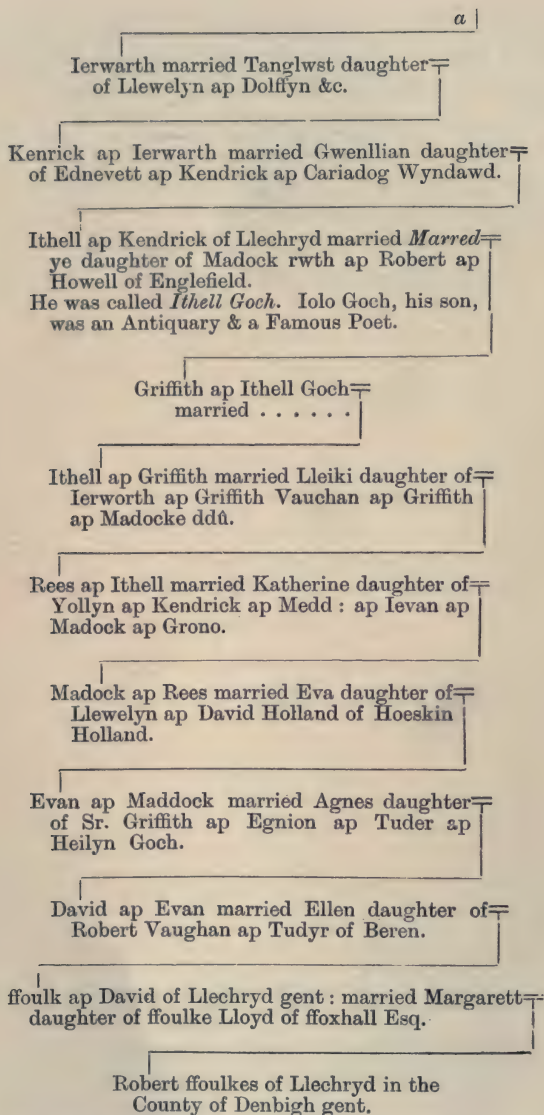 a
Ierwarth married Tanglwst daughter
of Llewelyn ap Dolffyn &c.
Kenrick ap Ierwarth married Gwenllian daughter
of Ednevett ap Kendrick ap Cariadog Wyndawd.
Ithell ap Kendrick of Llechryd married Marred
ye daughter of Madock rwth ap Robert ap
Howell of Englefield.
He was called Ithell Goch. Iolo Goch, his son,
was an Antiquary & a Famous Poet.
Griffith ap Ithell Goch
married . . . . . .
Ithell ap Griffith married Lleiki daughter of
Ierworth ap Griffith Vauchan ap Griffith
ap Madocke ddû.
Rees ap Ithell married Katherine daughter of
Yollyn ap Kendrick ap Medd : ap Ievan ap
Madock ap Grono.
Madock ap Rees married Eva daughter of
Llewelyn ap David Holland of Hoeskin
Holland.
Evan ap Maddock married Agnes daughter
of Sr. Griffith ap Egnion ap Tuder ap
Heilyn Goch.
David ap Evan married Ellen daughter of
Robert Vaughan ap Tudyr of Beren.
ffoulk ap David of Llechryd gent : married Margarett
daughter of ffoulke Lloyd of ffoxhall Esq.
Robert ffoulkes of Llechryd in the
County of Denbigh gent.